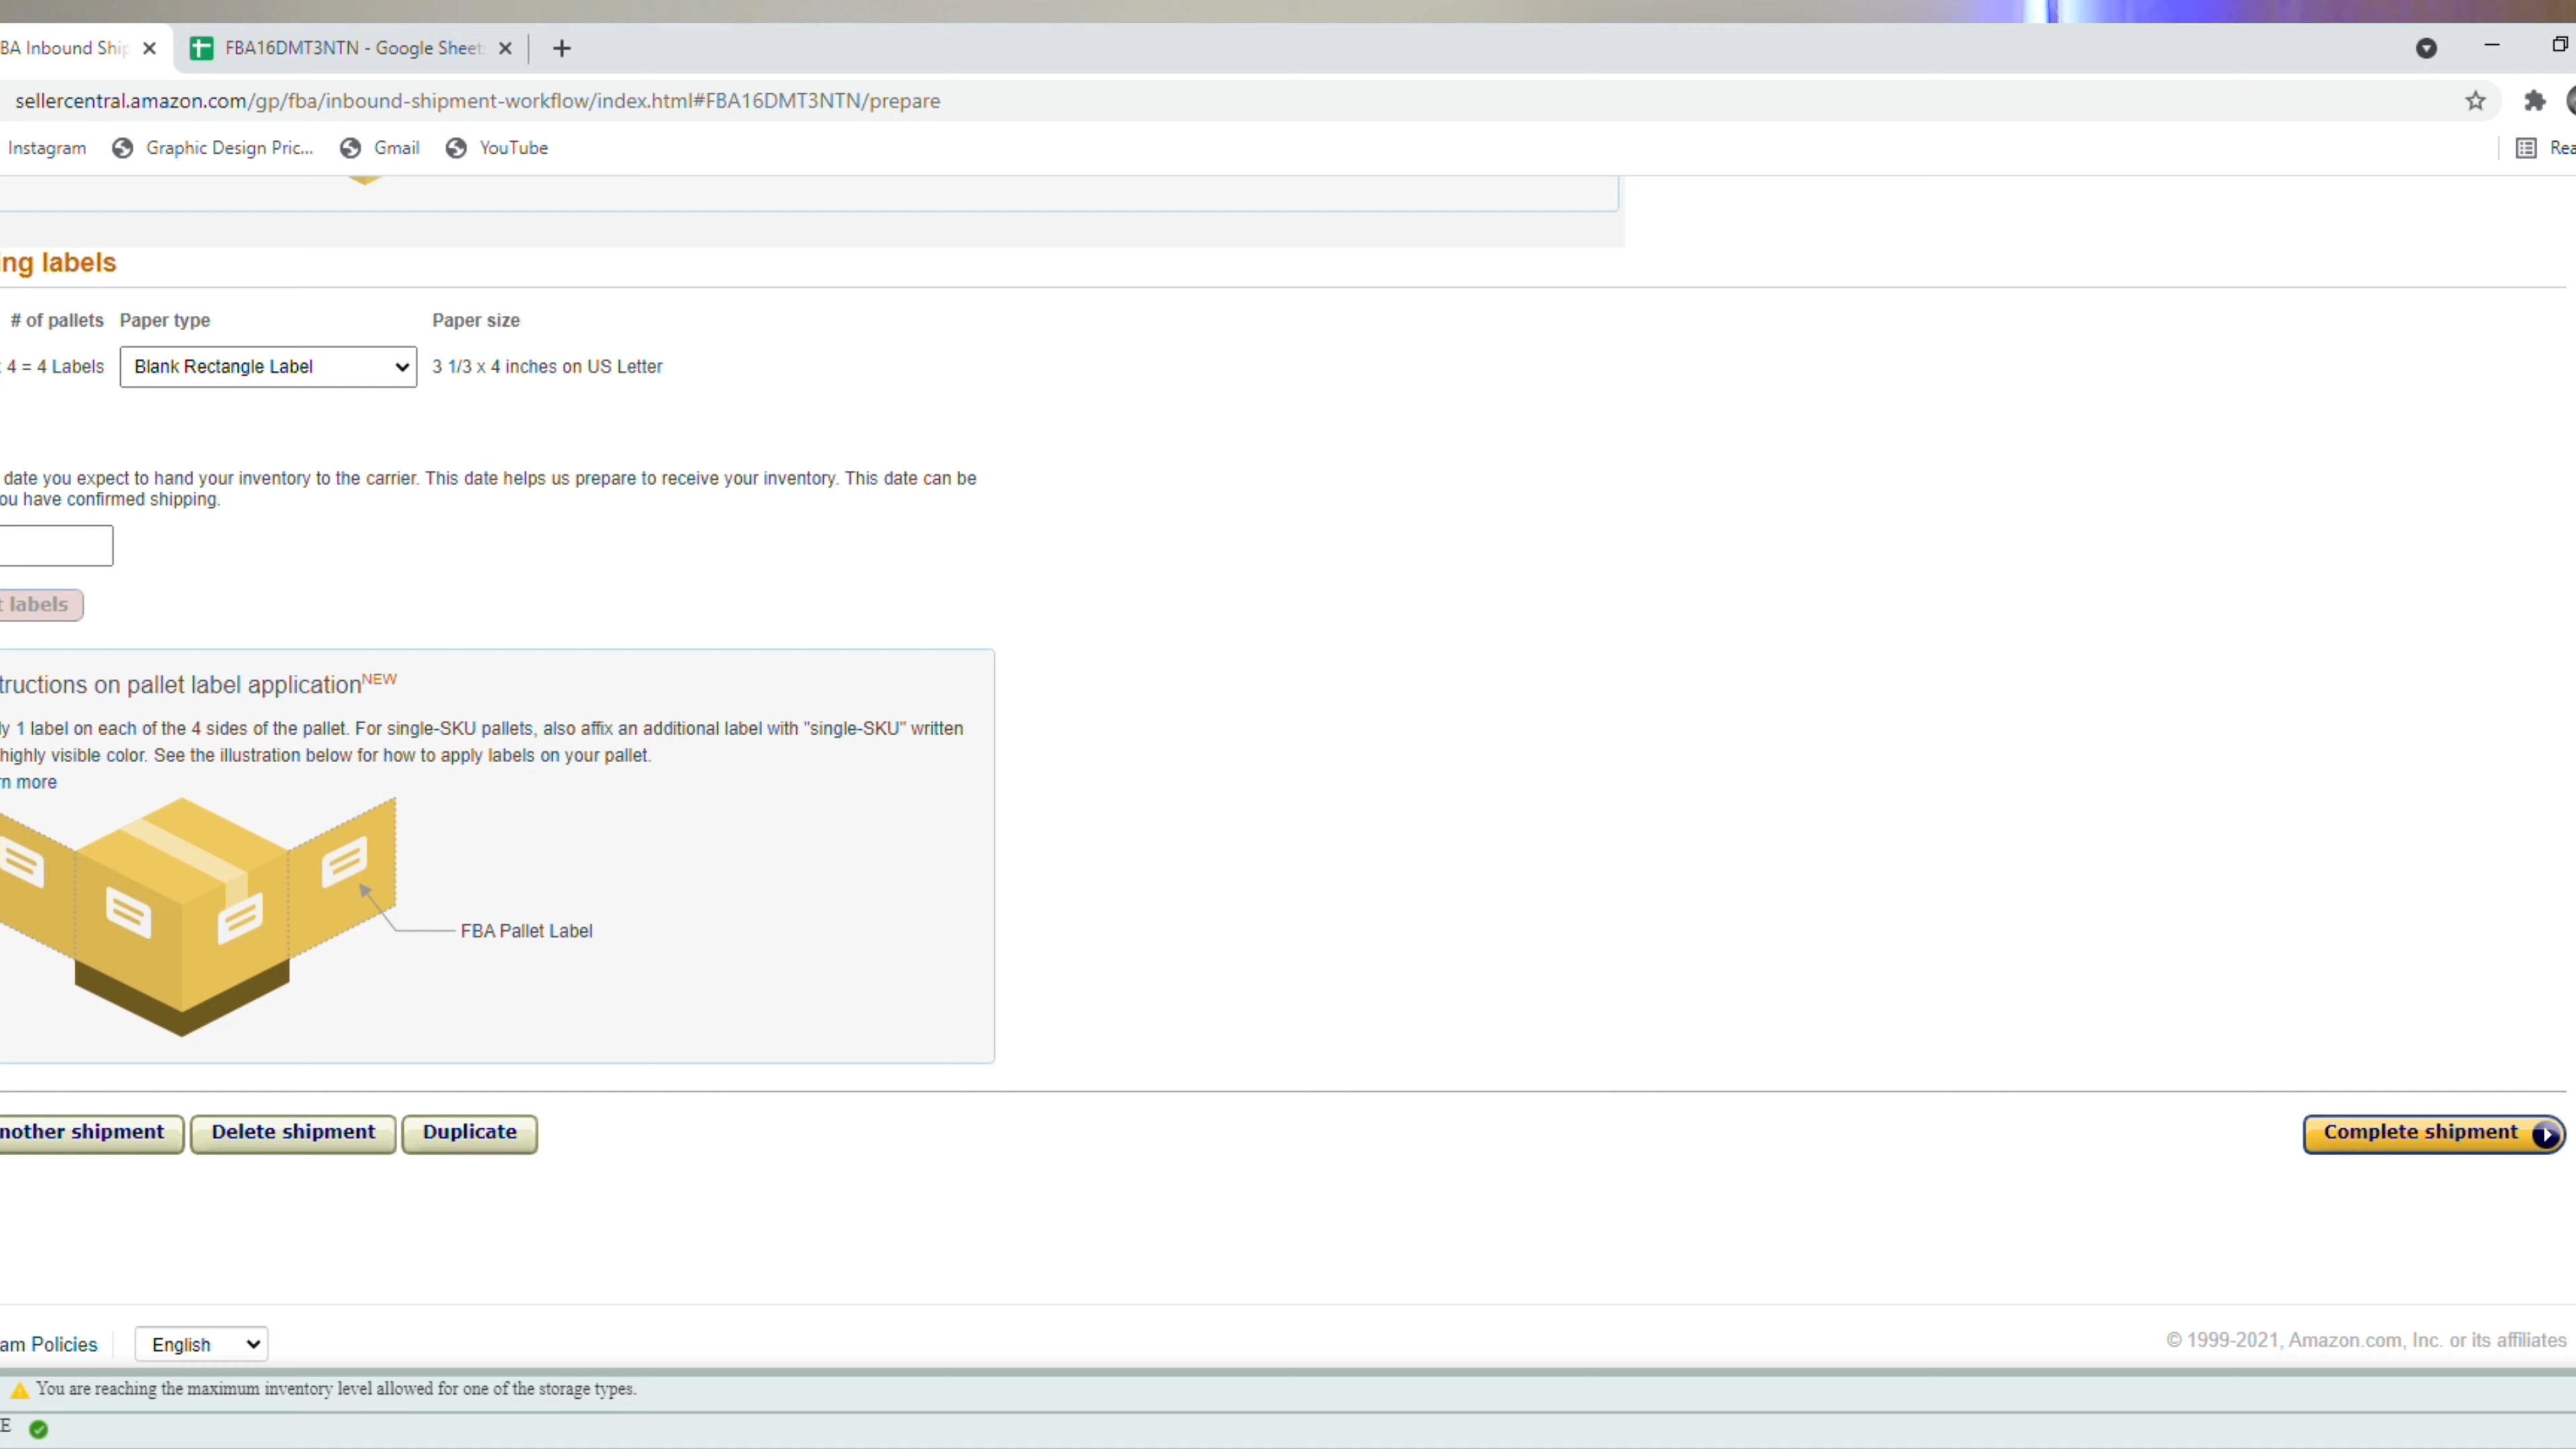 BA Inbound Ship
FBA16DMT3NTN - Google Sheet
sellercentral.amazon.com/gp/fba/inbound-shipment-workflow/index.html#FBA16DMT3NTN/prepare
Instagram Graphic Design Pric... Gmail YouTube Rea
ing labels
# of pallets Paper type Paper size
4 = 4 Labels Blank Rectangle Label 3 1/3 x 4 inches on US Letter
date you expect to hand your inventory to the carrier. This date helps us prepare to receive your inventory. This date can be
ou have confirmed shipping.
t labels
tructions on pallet label application NEW
ly 1 label on each of the 4 sides of the pallet. For single-SKU pallets, also affix an additional label with "single-SKU" written
highly visible color. See the illustration below for how to apply labels on your pallet.
rn more
FBA Pallet Label
nother shipment Delete shipment Duplicate Complete shipment
am Policies English © 1999-2021, Amazon.com, Inc. or its affiliates
You are reaching the maximum inventory level allowed for one of the storage types.
E